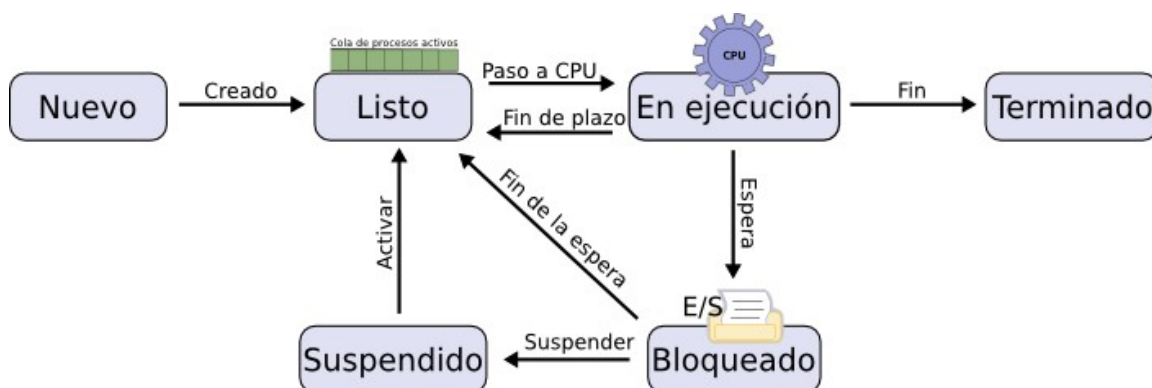 Cola de procesos activos
CPU
Nuevo
Creado
Listo
Paso a CPU
Fin de plazo
En ejecución
Fin
Terminado
Activar
Fin de la espera
Espera
E/S
Suspendido
Suspender
Bloqueado